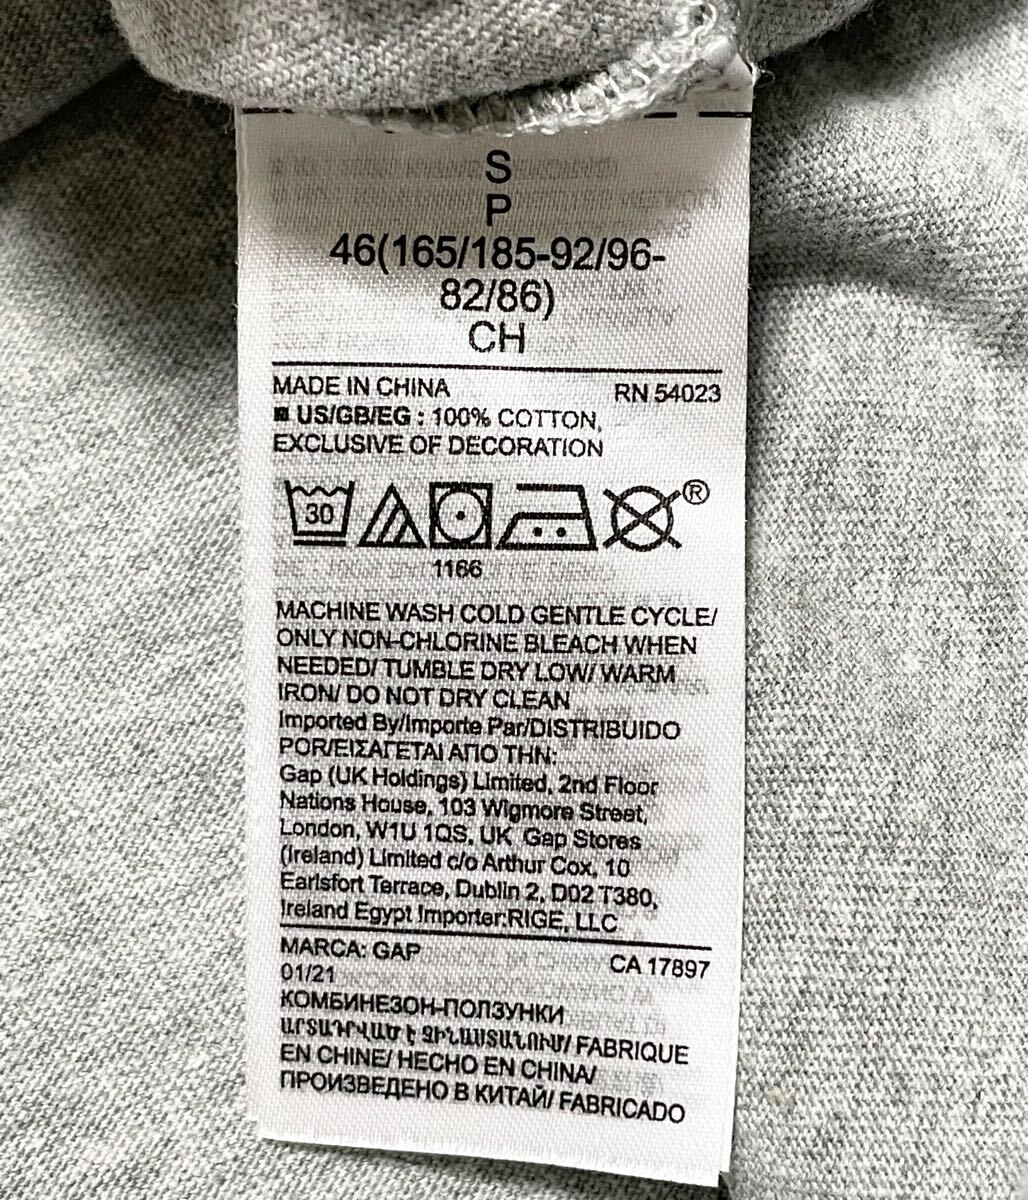 S
P
46(165/185-92/96-
82/86)
CH
MADE IN CHINA RN 54023
US/GB/EG : 100% COTTON,
EXCLUSIVE OF DECORATION
30 ®
1166
MACHINE WASH COLD GENTLE CYCLE/
ONLY NON-CHLORINE BLEACH WHEN
NEEDED/ TUMBLE DRY LOW/ WARM
IRON/ DO NOT DRY CLEAN
Imported By/Importe Par/DISTRIBUIDO
POR/ΕΙΣΑΓΕΤΑΙ ΑΠΟ ΤΗΝ:
Gap (UK Holdings) Limited, 2nd Floor
Nations House, 103 Wigmore Street,
London, W1U 1QS, UK Gap Stores
(Ireland) Limited c/o Arthur Cox, 10
Earlsfort Terrace, Dublin 2, D02 T380,
Ireland Egypt Importer:RIGE, LLC
MARCA: GAP CA 17897
01/21
КОМБИНЕЗОН-ПОЛЗУНКИ
ԱՐՏԱԴՐՎԱԾ Է ՉԻՆԱՍՏԱՆՈՒՄ/ FABRIQUE
EN CHINE/ HECHO EN CHINA/
ПРОИЗВЕДЕНО В КИТАЙ/ FABRICADO